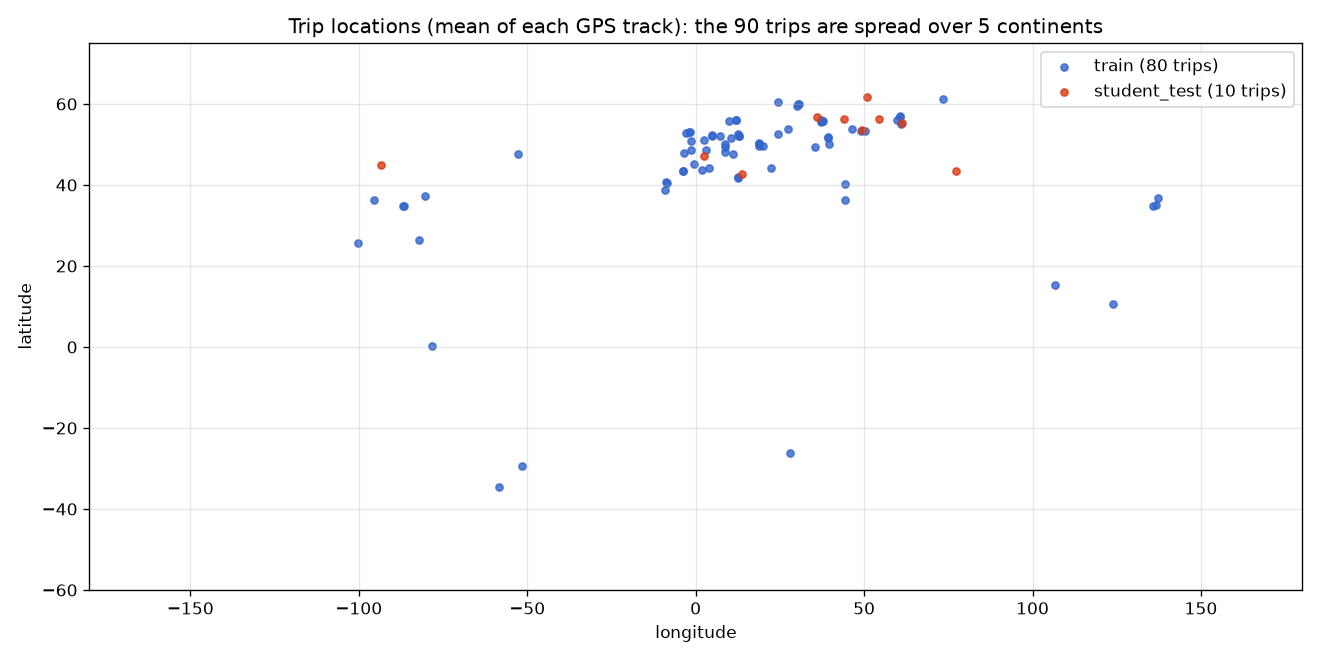 Trip locations (mean of each GPS track): the 90 trips are spread over 5 continents
train (80 trips)
student_test (10 trips)
60
40
20
0
−20
−40
−60
latitude
−150
−100
−50
0
50
100
150
longitude